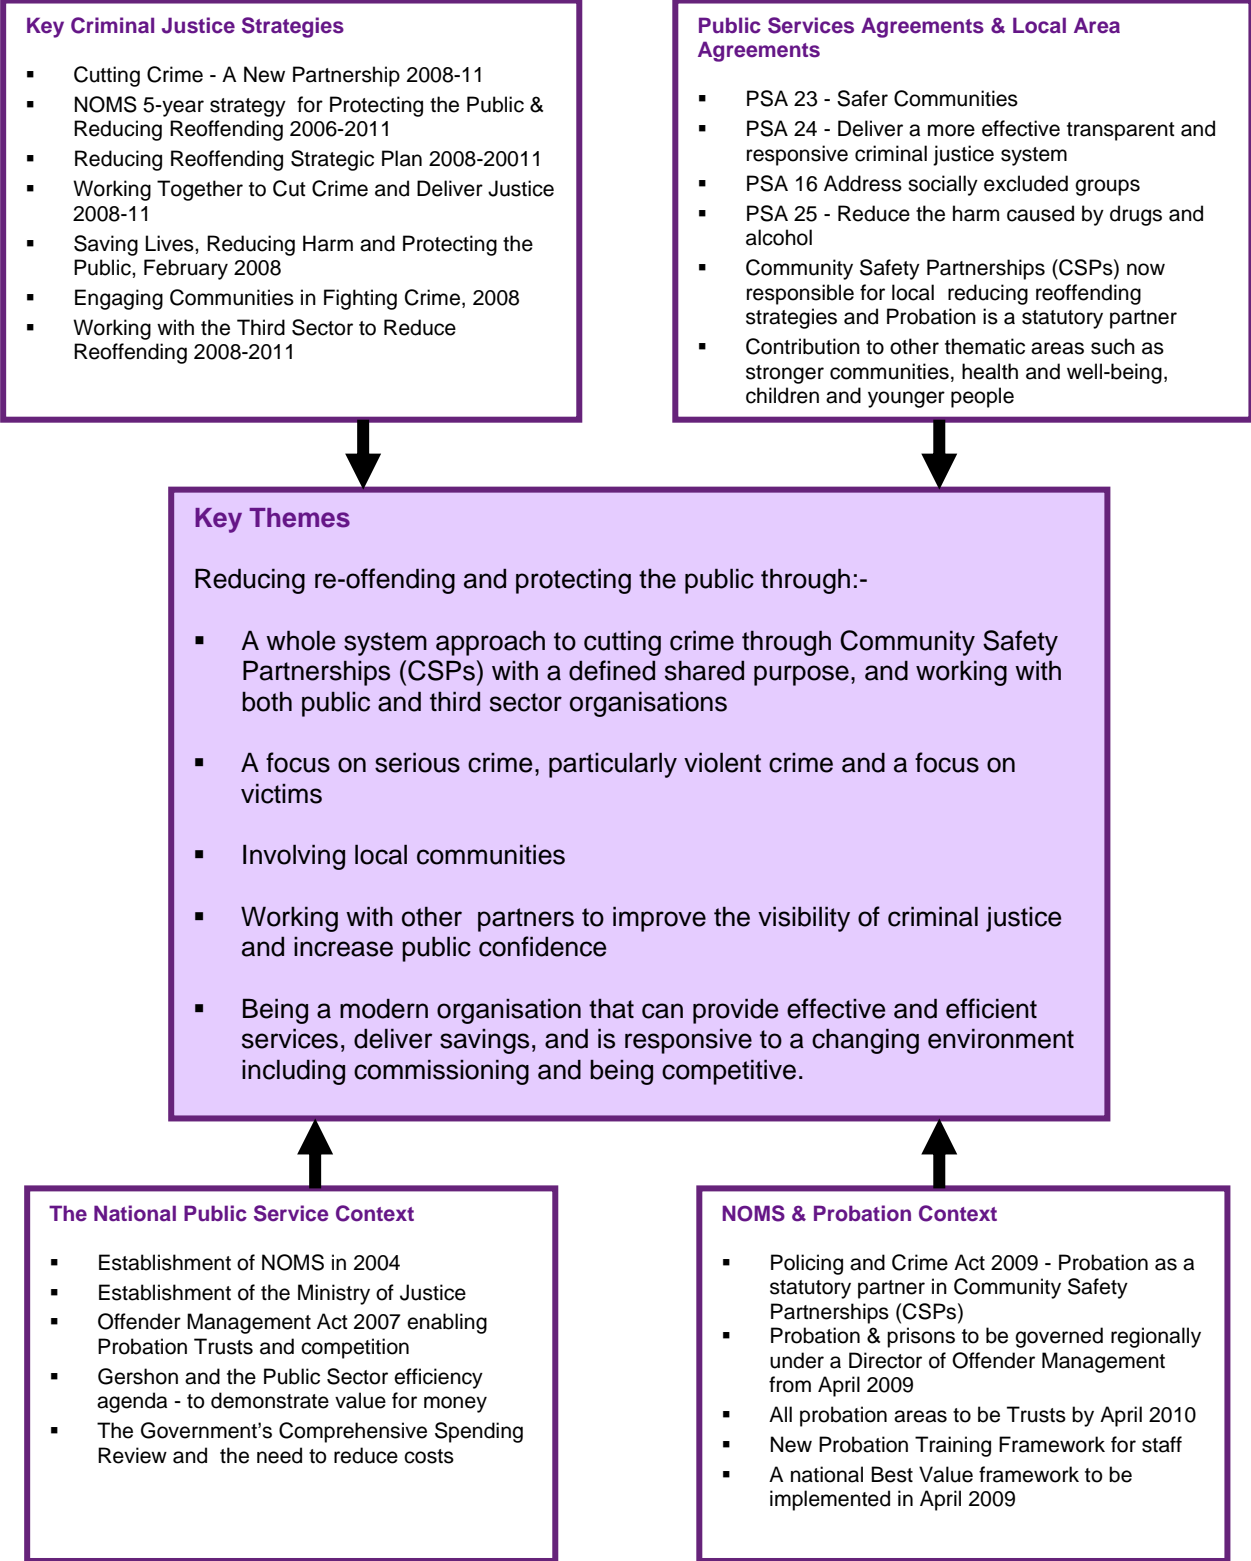 Key Criminal Justice Strategies
▪ Cutting Crime - A New Partnership 2008-11
▪ NOMS 5-year strategy for Protecting the Public &
Reducing Reoffending 2006-2011
▪ Reducing Reoffending Strategic Plan 2008-20011
▪ Working Together to Cut Crime and Deliver Justice
2008-11
▪ Saving Lives, Reducing Harm and Protecting the
Public, February 2008
▪ Engaging Communities in Fighting Crime, 2008
▪ Working with the Third Sector to Reduce
Reoffending 2008-2011
Public Services Agreements & Local Area
Agreements
▪ PSA 23 - Safer Communities
▪ PSA 24 - Deliver a more effective transparent and
responsive criminal justice system
▪ PSA 16 Address socially excluded groups
▪ PSA 25 - Reduce the harm caused by drugs and
alcohol
▪ Community Safety Partnerships (CSPs) now
responsible for local reducing reoffending
strategies and Probation is a statutory partner
▪ Contribution to other thematic areas such as
stronger communities, health and well-being,
children and younger people
Key Themes
Reducing re-offending and protecting the public through:-
▪ A whole system approach to cutting crime through Community Safety
Partnerships (CSPs) with a defined shared purpose, and working with
both public and third sector organisations
▪ A focus on serious crime, particularly violent crime and a focus on
victims
▪ Involving local communities
▪ Working with other partners to improve the visibility of criminal justice
and increase public confidence
▪ Being a modern organisation that can provide effective and efficient
services, deliver savings, and is responsive to a changing environment
including commissioning and being competitive.
The National Public Service Context
▪ Establishment of NOMS in 2004
▪ Establishment of the Ministry of Justice
▪ Offender Management Act 2007 enabling
Probation Trusts and competition
▪ Gershon and the Public Sector efficiency
agenda - to demonstrate value for money
▪ The Government's Comprehensive Spending
Review and the need to reduce costs
NOMS & Probation Context
▪ Policing and Crime Act 2009 - Probation as a
statutory partner in Community Safety
Partnerships (CSPs)
▪ Probation & prisons to be governed regionally
under a Director of Offender Management
from April 2009
▪ All probation areas to be Trusts by April 2010
▪ New Probation Training Framework for staff
▪ A national Best Value framework to be
implemented in April 2009